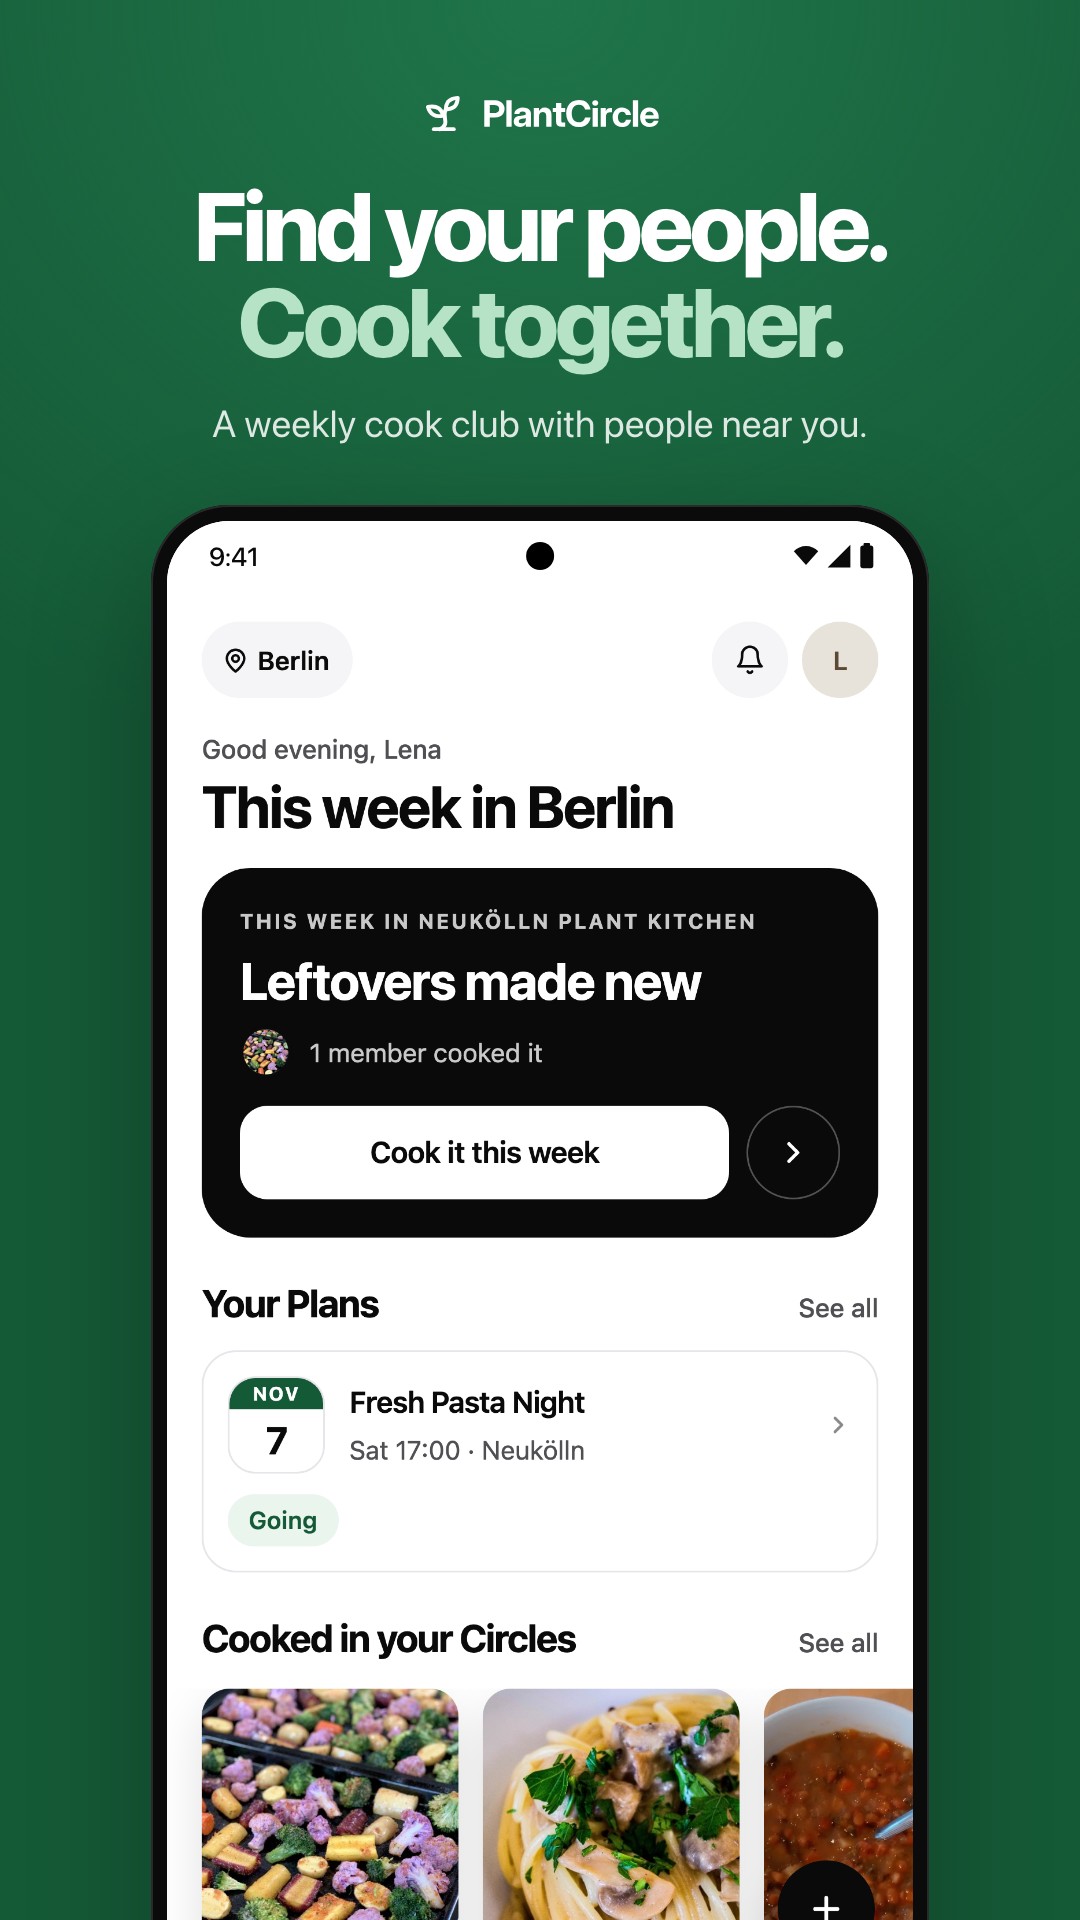 PlantCircle
Find your people.
Cook together.
A weekly cook club with people near you.
9:41
Berlin
L
Good evening, Lena
This week in Berlin
THIS WEEK IN NEUKÖLLN PLANT KITCHEN
Leftovers made new
1 member cooked it
Cook it this week
Your Plans
See all
NOV
7
Fresh Pasta Night
Sat 17:00 · Neukölln
Going
Cooked in your Circles
See all